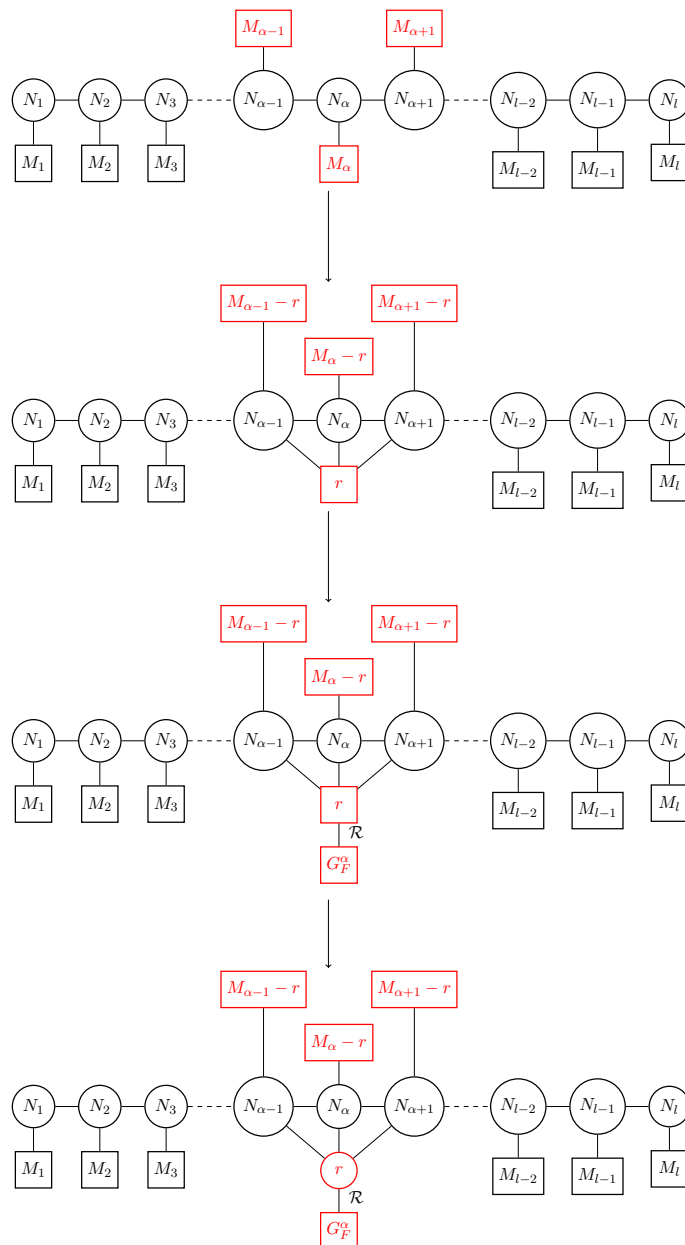 M_{α−1} M_{α+1}
N_1 N_2 N_3 N_{α−1} N_α N_{α+1} N_{l−2} N_{l−1} N_l
M_1 M_2 M_3 M_α M_{l−2} M_{l−1} M_l
M_{α−1} − r M_{α+1} − r
M_α − r
N_1 N_2 N_3 N_{α−1} N_α N_{α+1} N_{l−2} N_{l−1} N_l
M_1 M_2 M_3 r M_{l−2} M_{l−1} M_l
M_{α−1} − r M_{α+1} − r
M_α − r
N_1 N_2 N_3 N_{α−1} N_α N_{α+1} N_{l−2} N_{l−1} N_l
M_1 M_2 M_3 r M_{l−2} M_{l−1} M_l
ℛ
G_F^α
M_{α−1} − r M_{α+1} − r
M_α − r
N_1 N_2 N_3 N_{α−1} N_α N_{α+1} N_{l−2} N_{l−1} N_l
M_1 M_2 M_3 r M_{l−2} M_{l−1} M_l
ℛ
G_F^α